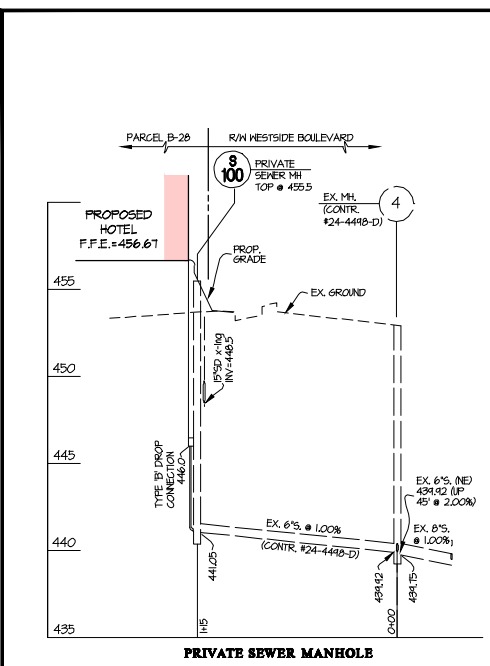 PARCEL B-28
R/W WESTSIDE BOULEVARD
S
100
PRIVATE
SEWER MH
TOP @ 455.5
EX. MH.
(CONTR.
#24-4498-D)
4
PROPOSED
HOTEL
F.F.E.=456.67
PROP.
GRADE
EX. GROUND
455
450
445
440
435
15"SD x-ing
INV=448.5
TYPE 'B' DROP
CONNECTION
446.0
EX. 6"S. (NE)
439.92 (UP
45' @ 2.00%)
EX. 6"S. @ 1.00%
(CONTR. #24-4498-D)
EX. 8"S.
@ 1.00%
441.05
439.92
439.75
1+15
0+00
PRIVATE SEWER MANHOLE